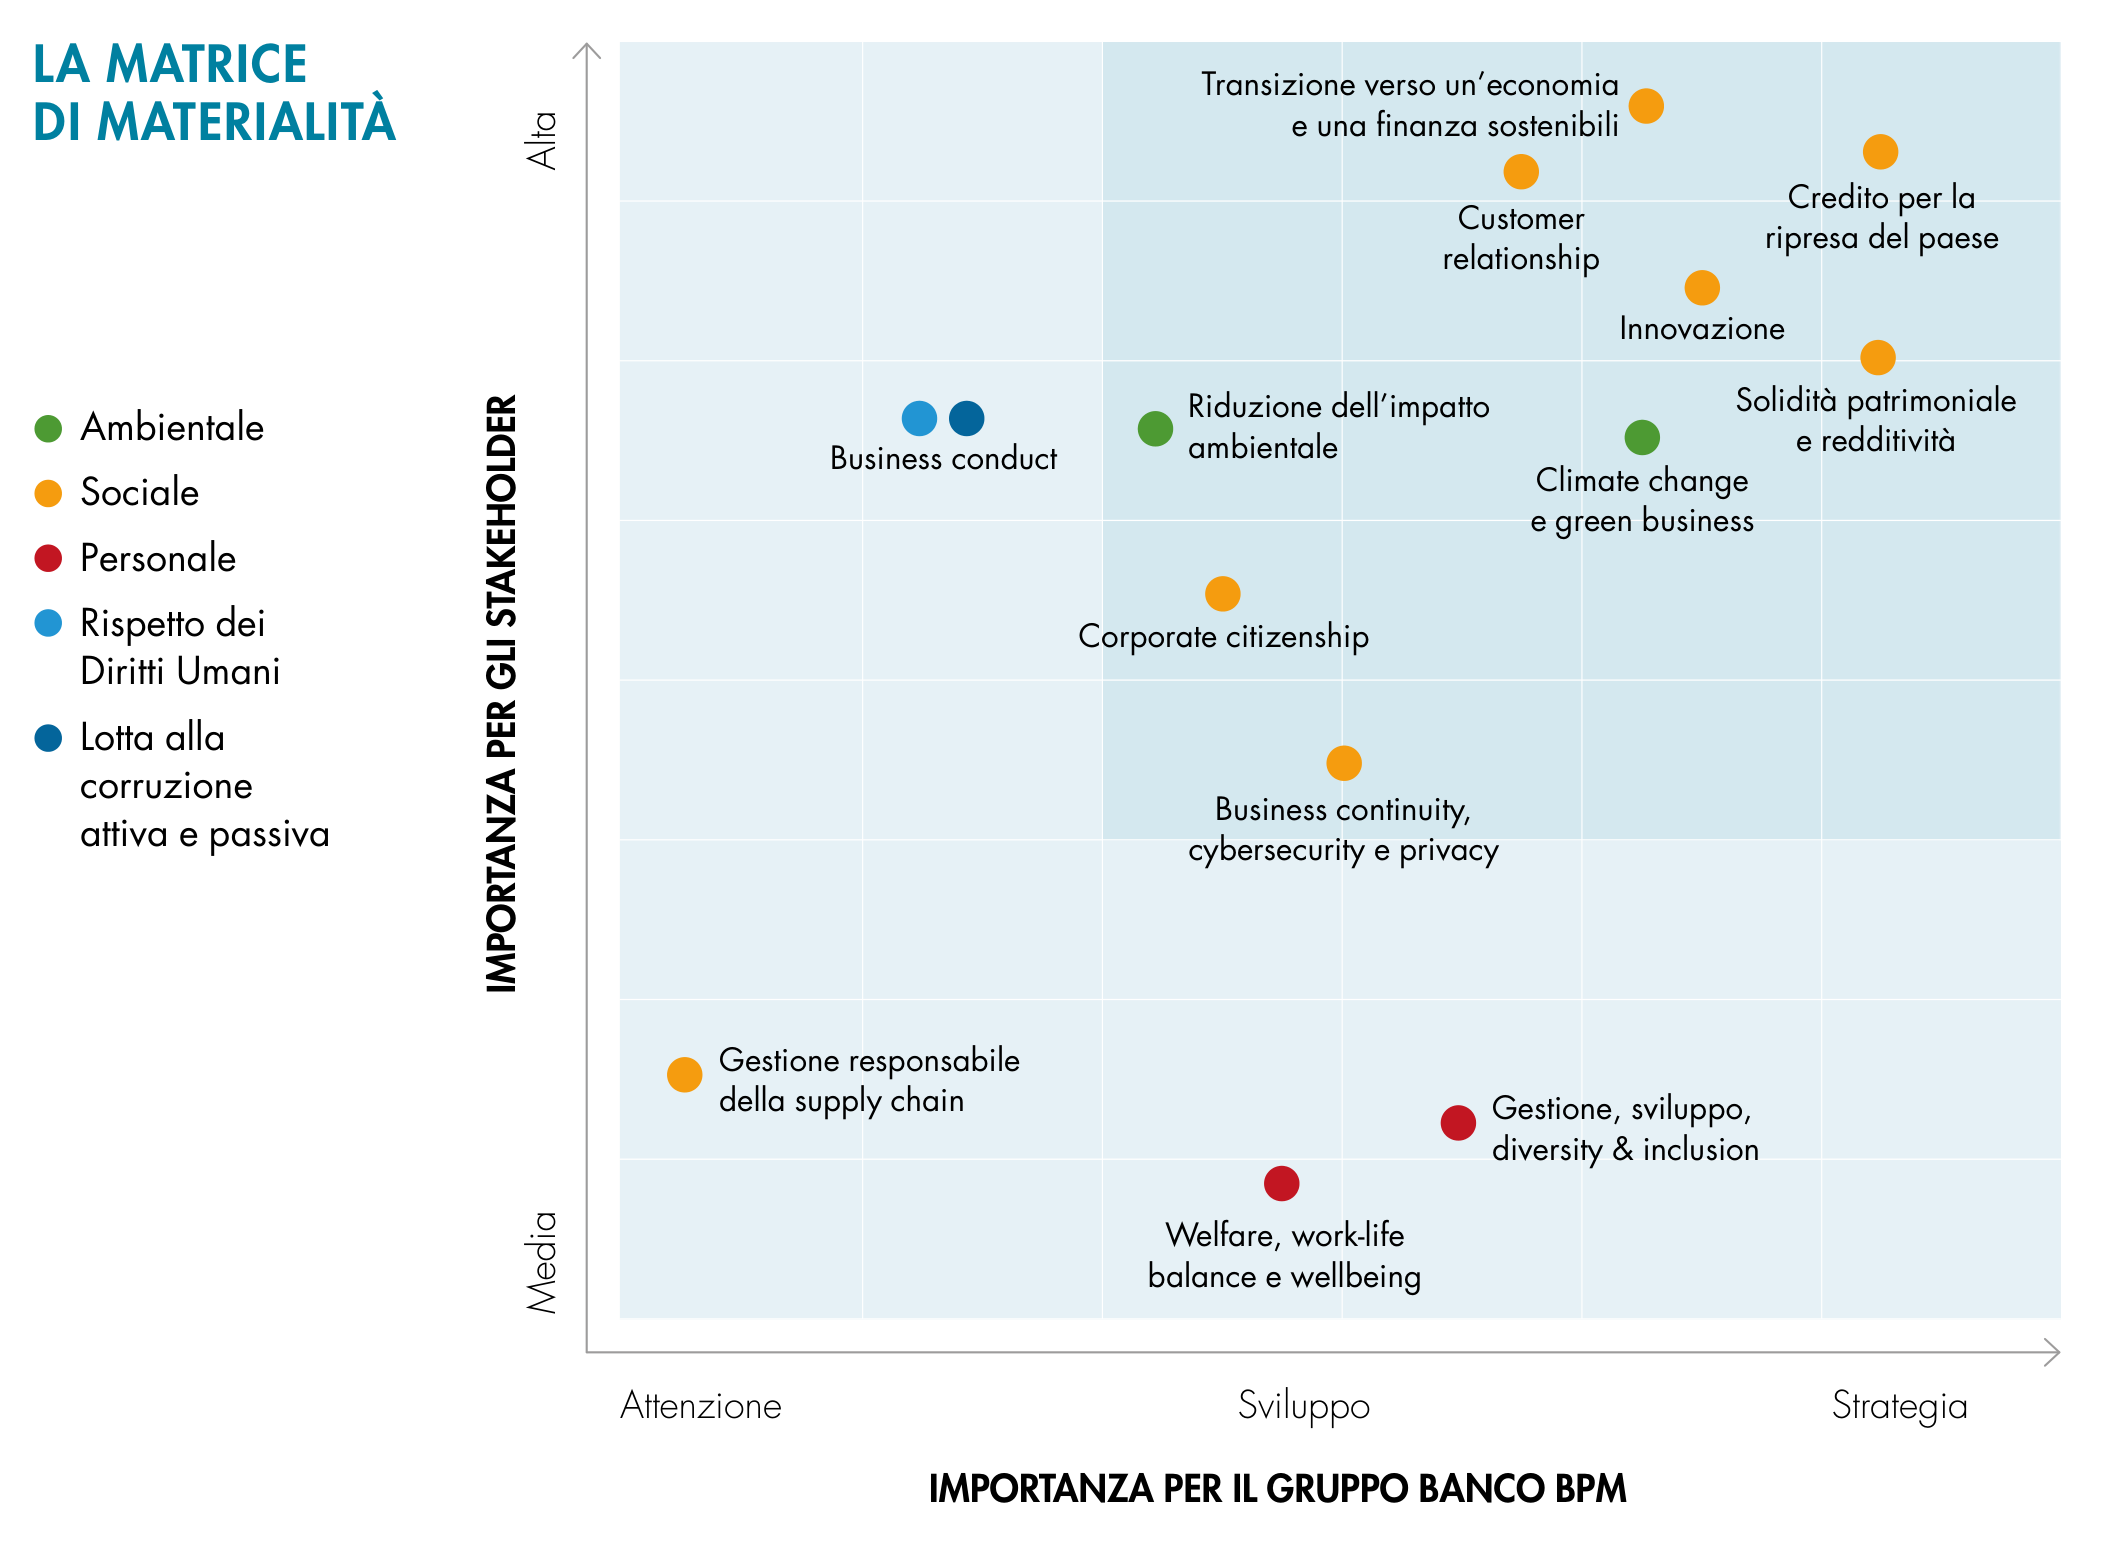 LA MATRICE
DI MATERIALITÀ
Ambientale
Sociale
Personale
Rispetto dei
Diritti Umani
Lotta alla
corruzione
attiva e passiva
IMPORTANZA PER GLI STAKEHOLDER
Alta
Media
Transizione verso un’economia
e una finanza sostenibili
Customer
relationship
Credito per la
ripresa del paese
Innovazione
Solidità patrimoniale
e redditività
Business conduct
Riduzione dell’impatto
ambientale
Climate change
e green business
Corporate citizenship
Business continuity,
cybersecurity e privacy
Gestione responsabile
della supply chain
Gestione, sviluppo,
diversity & inclusion
Welfare, work-life
balance e wellbeing
Attenzione
Sviluppo
Strategia
IMPORTANZA PER IL GRUPPO BANCO BPM